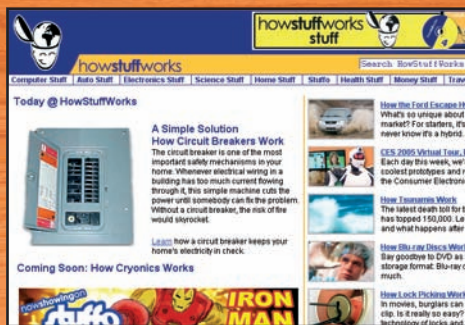 howstuffworks
stuff
howstuffworks
Search HowStuffWorks
Computer Stuff Auto Stuff Electronics Stuff Science Stuff Home Stuff Stuffo Health Stuff Money Stuff
Today @ HowStuffWorks
A Simple Solution
How Circuit Breakers Work
The circuit breaker is one of the most
important safety mechanisms in your
home. Whenever electrical wiring in a
building has too much current flowing
through it, this simple machine cuts the
power until somebody can fix the problem.
Without a circuit breaker, the risk of fire
would skyrocket.
Learn how a circuit breaker keeps your
home's electricity in check.
Coming Soon: How Cryonics Works
now showing on
stuffo
IRON
MAN
How the Ford Escape H
What's so unique about
market? For starters, it's
never know it's a hybrid.
CES 2005 Virtual Tour,
Each day this week, we'
coolest prototypes and
the Consumer Electroni
How Tsunamis Work
The latest death toll for t
has topped 150,000. Le
and what happens after
How Blu-ray Discs Wor
Say goodbye to DVD as
storage format: Blu-ray d
much.
How Lock Picking Work
In movies, burglars can
clip. Is it really so easy?
technology of locks and